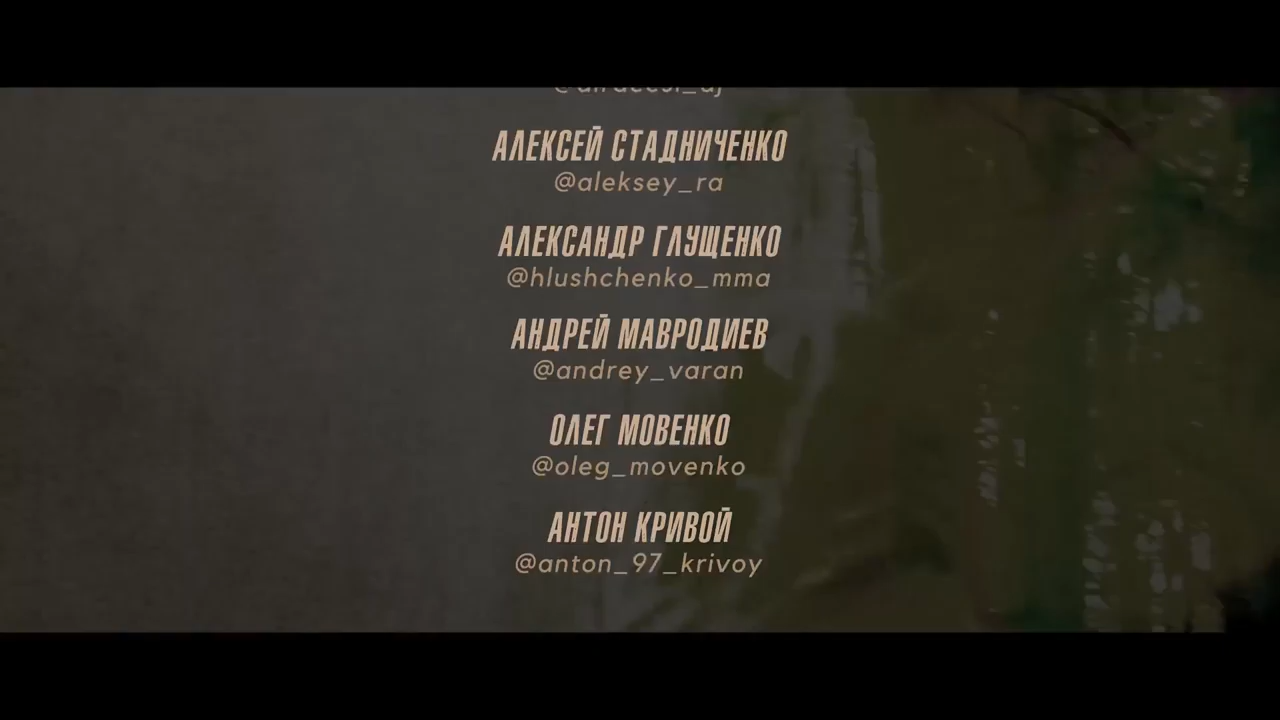 АЛЕКСЕЙ СТАДНИЧЕНКО
@aleksey_ra
АЛЕКСАНДР ГЛУЩЕНКО
@hlushchenko_mma
АНДРЕЙ МАВРОДИЕВ
@andrey_varan
ОЛЕГ МОВЕНКО
@oleg_movenko
АНТОН КРИВОЙ
@anton_97_krivoy